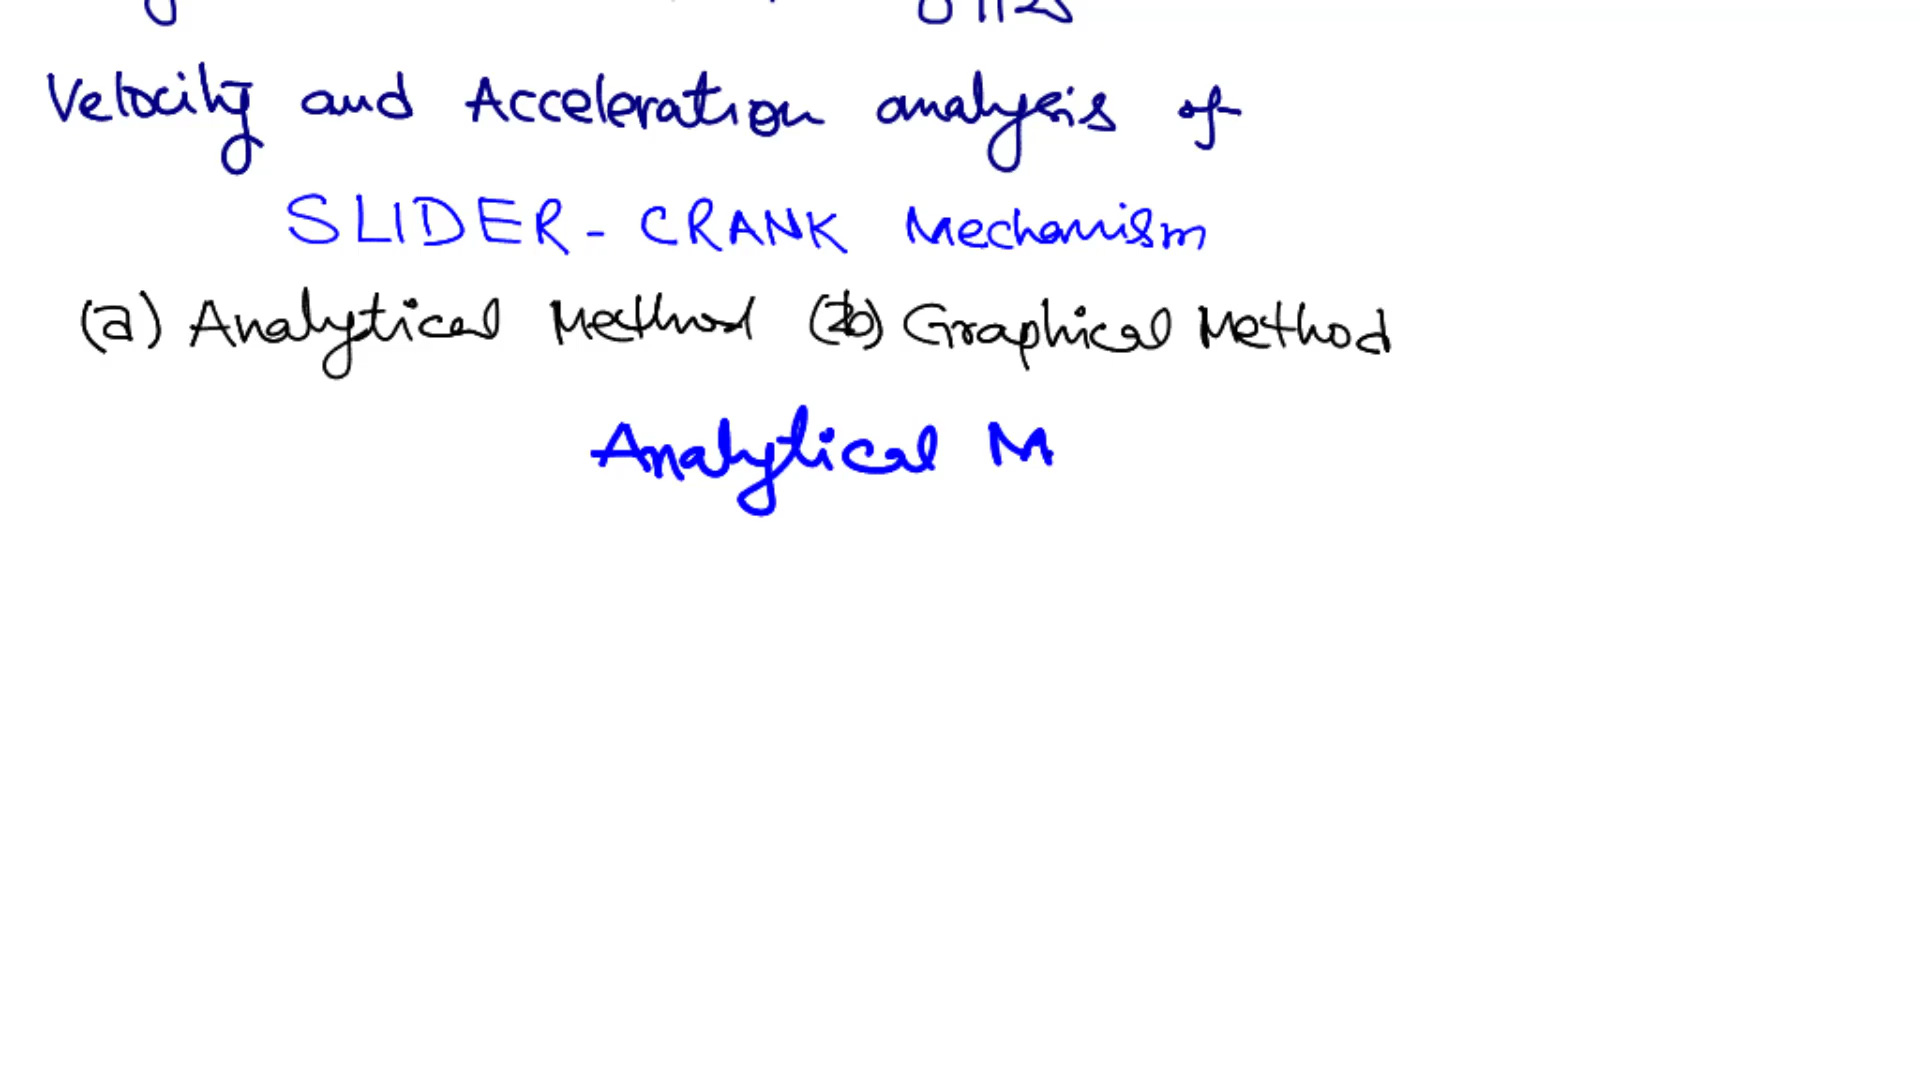 Velocity and Acceleration analysis of
SLIDER - CRANK Mechanism
(a) Analytical Method (b) Graphical Method
Analytical M